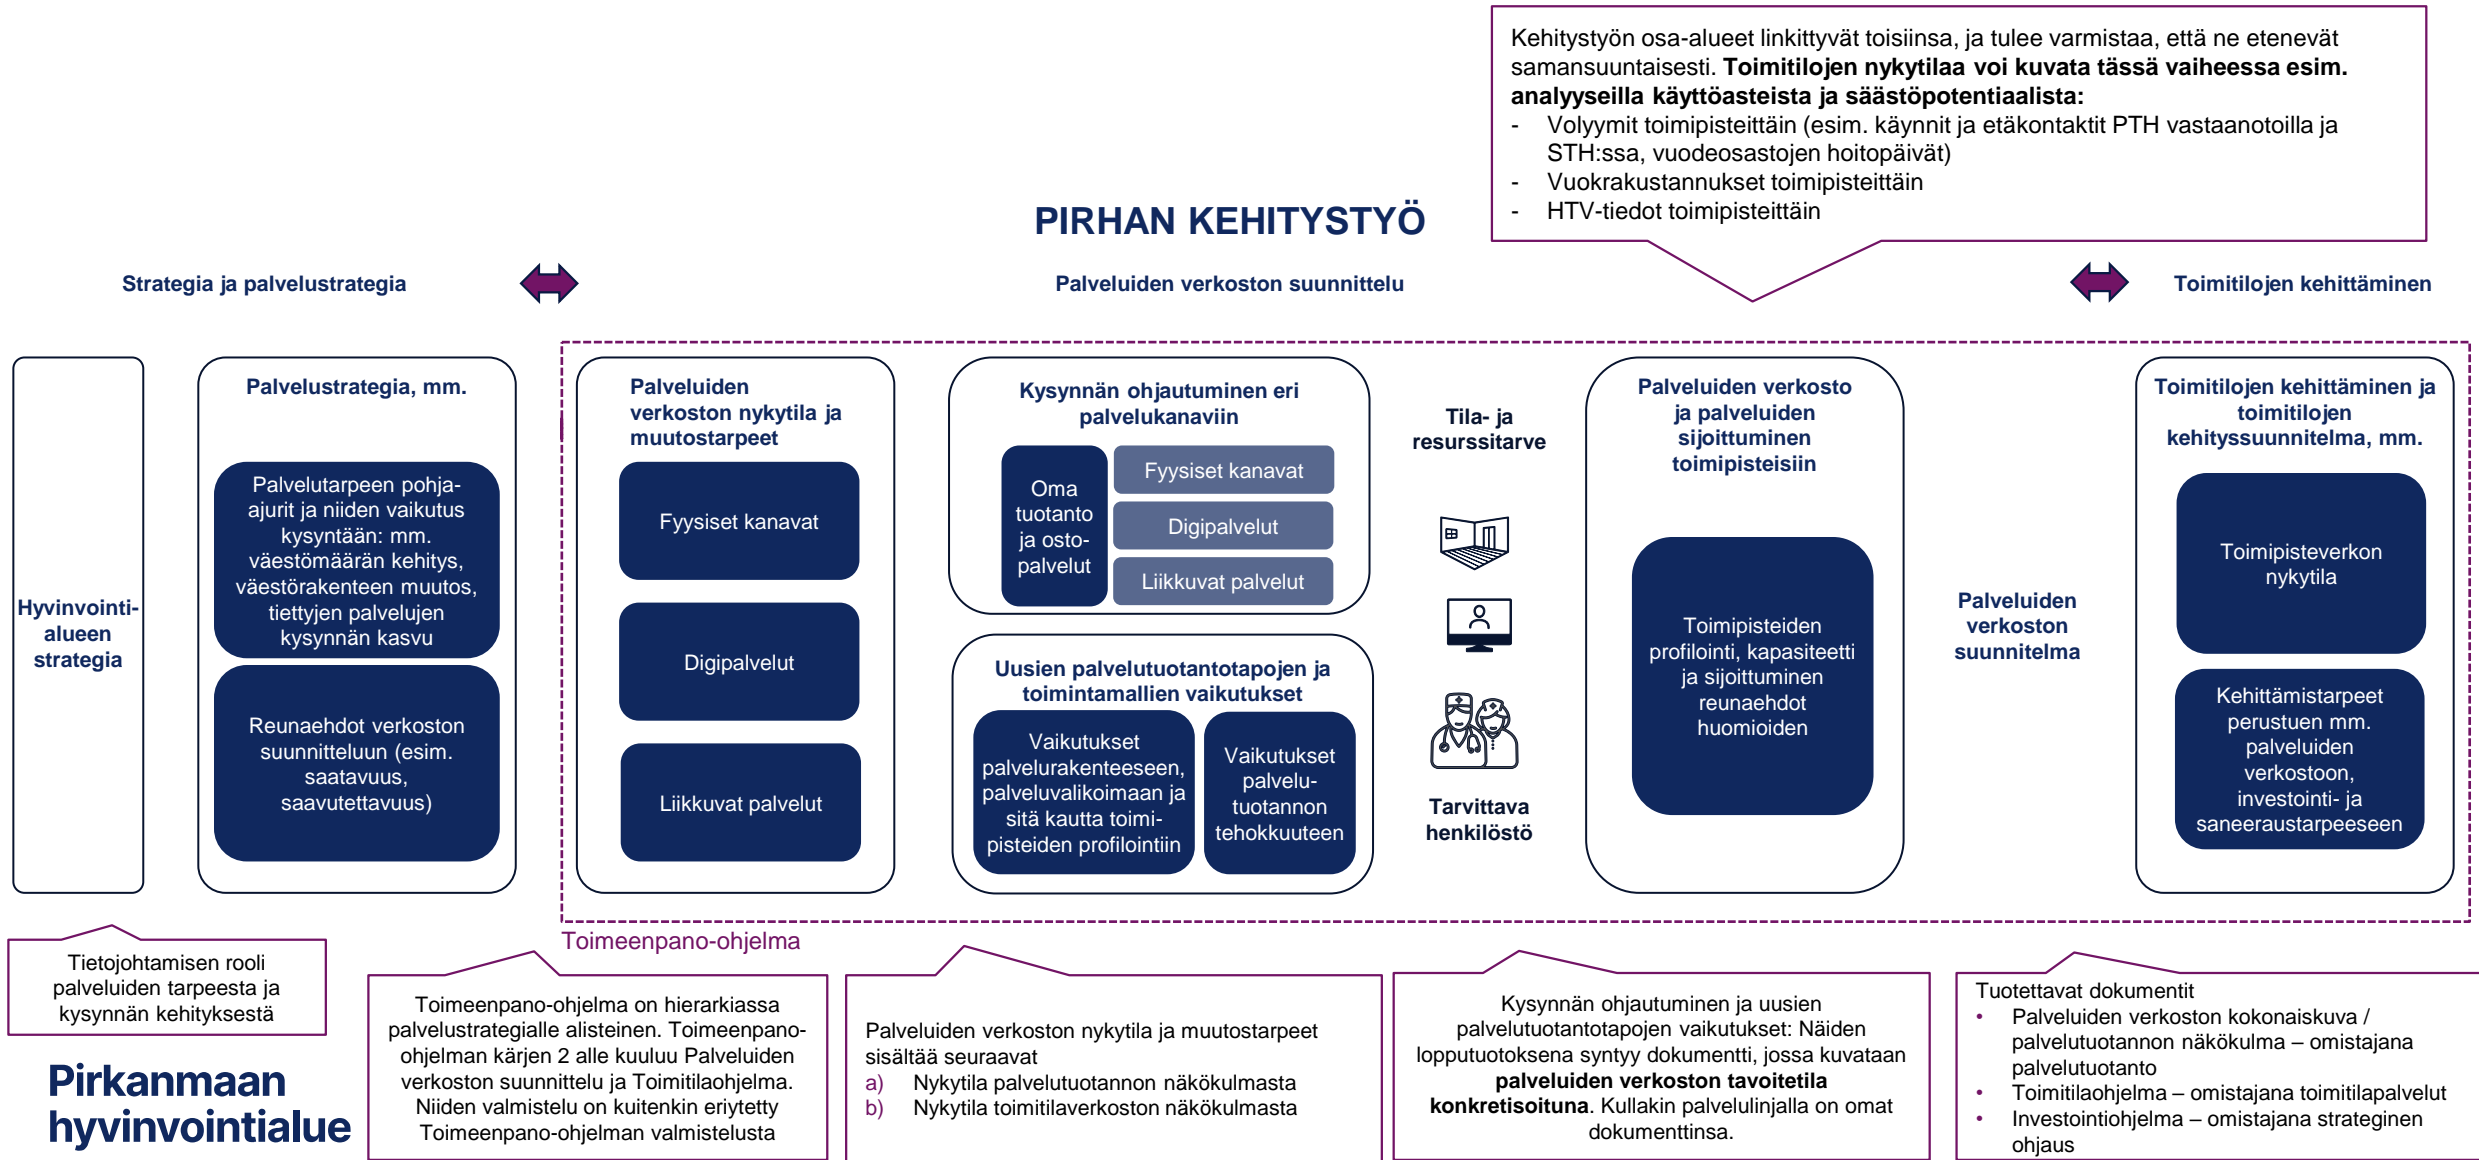 Kehitystyön osa-alueet linkittyvät toisiinsa, ja tulee varmistaa, että ne etenevät
samansuuntaisesti. Toimitilojen nykytilaa voi kuvata tässä vaiheessa esim.
analyyseilla käyttöasteista ja säästöpotentiaalista:
- Volyymit toimipisteittäin (esim. käynnit ja etäkontaktit PTH vastaanotoilla ja
STH:ssa, vuodeosastojen hoitopäivät)
- Vuokrakustannukset toimipisteittäin
- HTV-tiedot toimipisteittäin
PIRHAN KEHITYSTYÖ
Strategia ja palvelustrategia
Palveluiden verkoston suunnittelu
Toimitilojen kehittäminen
Hyvinvointi-
alueen
strategia
Palvelustrategia, mm.
Palvelutarpeen pohja-
ajurit ja niiden vaikutus
kysyntään: mm.
väestömäärän kehitys,
väestörakenteen muutos,
tiettyjen palvelujen
kysynnän kasvu
Reunaehdot verkoston
suunnitteluun (esim.
saatavuus,
saavutettavuus)
Palveluiden
verkoston nykytila ja
muutostarpeet
Fyysiset kanavat
Digipalvelut
Liikkuvat palvelut
Kysynnän ohjautuminen eri
palvelukanaviin
Oma
tuotanto
ja osto-
palvelut
Fyysiset kanavat
Digipalvelut
Liikkuvat palvelut
Uusien palvelutuotantotapojen ja
toimintamallien vaikutukset
Vaikutukset
palvelurakenteeseen,
palveluvalikoimaan ja
sitä kautta toimi-
pisteiden profilointiin
Vaikutukset
palvelu-
tuotannon
tehokkuuteen
Tila- ja
resurssitarve
Tarvittava
henkilöstö
Palveluiden verkosto
ja palveluiden
sijoittuminen
toimipisteisiin
Toimipisteiden
profilointi, kapasiteetti
ja sijoittuminen
reunaehdot
huomioiden
Palveluiden
verkoston
suunnitelma
Toimitilojen kehittäminen ja
toimitilojen
kehityssuunnitelma, mm.
Toimipisteverkon
nykytila
Kehittämistarpeet
perustuen mm.
palveluiden
verkostoon,
investointi- ja
saneeraustarpeeseen
Toimeenpano-ohjelma
Tietojohtamisen rooli
palveluiden tarpeesta ja
kysynnän kehityksestä
Toimeenpano-ohjelma on hierarkiassa
palvelustrategialle alisteinen. Toimeenpano-
ohjelman kärjen 2 alle kuuluu Palveluiden
verkoston suunnittelu ja Toimitilaohjelma.
Niiden valmistelu on kuitenkin eriytetty
Toimeenpano-ohjelman valmistelusta
Palveluiden verkoston nykytila ja muutostarpeet
sisältää seuraavat
a) Nykytila palvelutuotannon näkökulmasta
b) Nykytila toimitilaverkoston näkökulmasta
Kysynnän ohjautuminen ja uusien
palvelutuotantotapojen vaikutukset: Näiden
lopputuotoksena syntyy dokumentti, jossa kuvataan
palveluiden verkoston tavoitetila
konkretisoituna. Kullakin palvelulinjalla on omat
dokumenttinsa.
Tuotettavat dokumentit
• Palveluiden verkoston kokonaiskuva /
palvelutuotannon näkökulma – omistajana
palvelutuotanto
• Toimitilaohjelma – omistajana toimitilapalvelut
• Investointiohjelma – omistajana strateginen
ohjaus
Pirkanmaan
hyvinvointialue